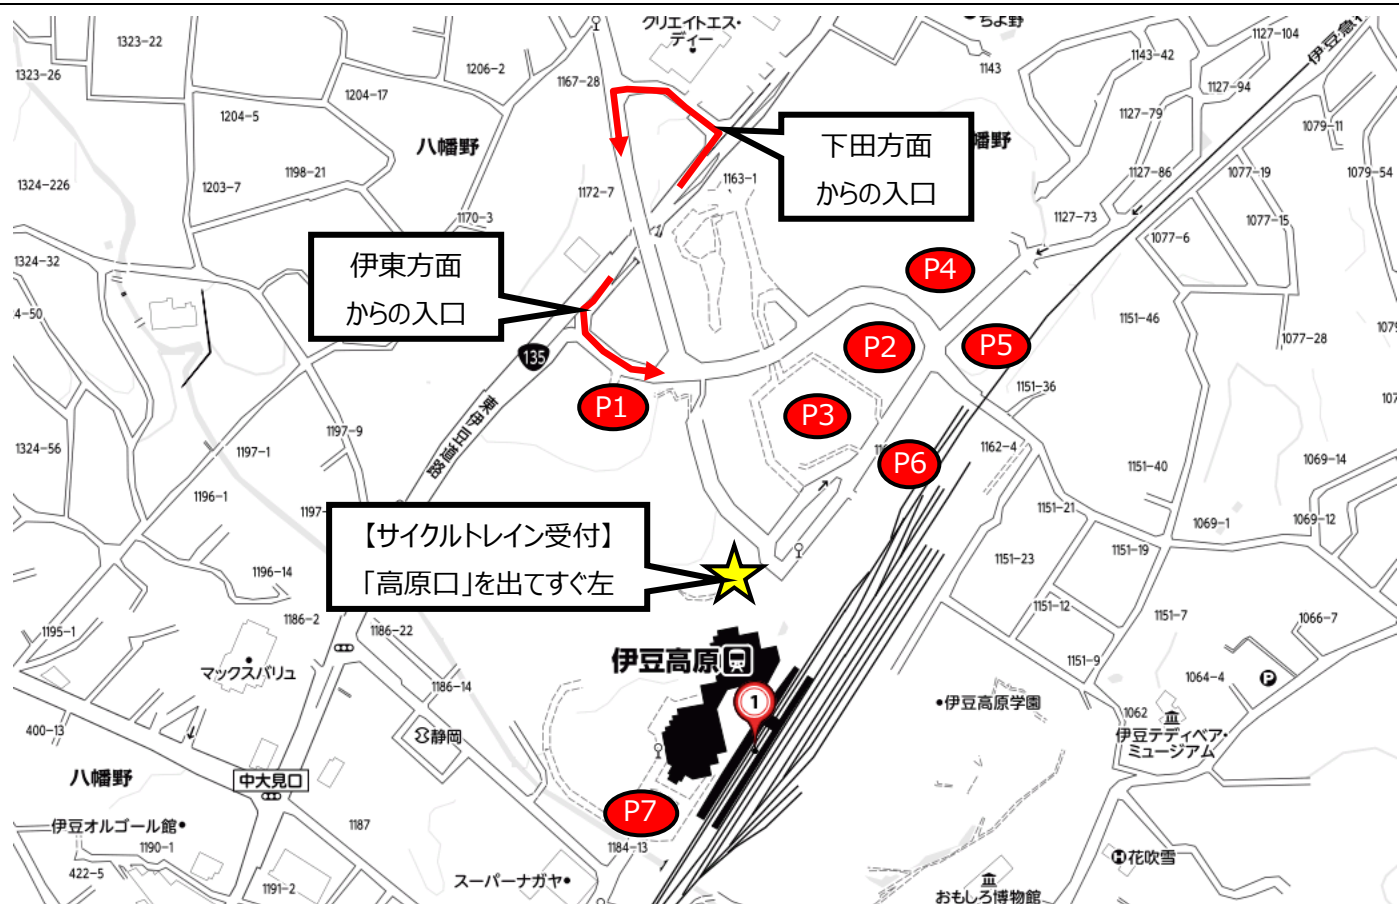 クリエイトエス・
ディー
ちよ野
1323-22
1127-104
1323-26
1206-2
1167-28
1143
1143-42
1127-94
1204-17
1204-5
1127-79
1079-11
八幡野
下田方面
からの入口
幡野
1198-21
1324-226
1203-7
1172-7
1163-1
1127-86
1077-19
1079-54
1170-3
1127-73
1077-15
1077-6
伊東方面
からの入口
1324-32
P4
4-50
1151-46
135
P2
P5
1077-28
P1
P3
1151-36
東伊豆道路
1197-9
1324-56
1197-1
P6
1162-4
1151-40
1069-14
1196-1
1151-21
1069-1
1069-12
【サイクルトレイン受付】
「高原口」を出てすぐ左
1196-14
1151-23
1151-19
1186-2
1186-22
1151-12
1151-7
1066-7
1195-1
伊豆高原
1151-9
マックスバリュ
1186-14
1064-4
P
1
伊豆高原学園
1062
伊豆テディベア・
ミュージアム
400-13
静岡
八幡野
中大見口
P7
伊豆オルゴール館
1187
1190-1
1184-13
422-5
1191-2
スーパーナガヤ
花吹雪
おもしろ博物館